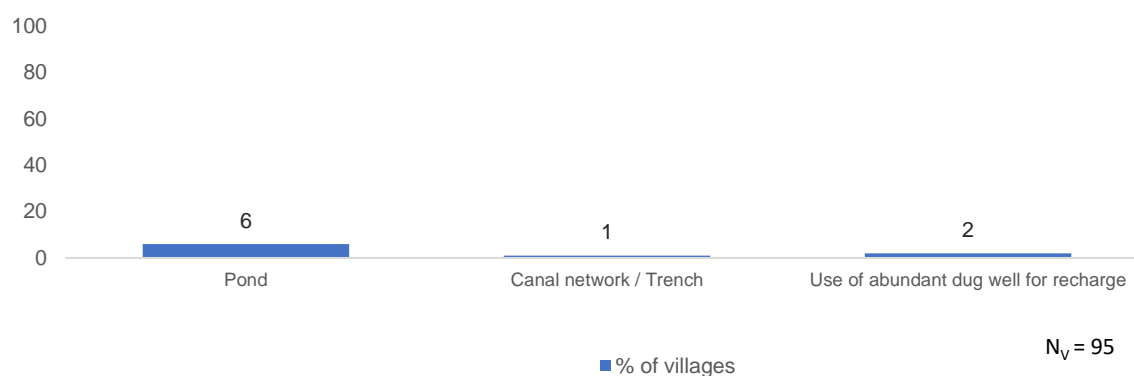 100
80
60
40
20
0
6
1
2
Pond
Canal network / Trench
Use of abundant dug well for recharge
% of villages
NV = 95